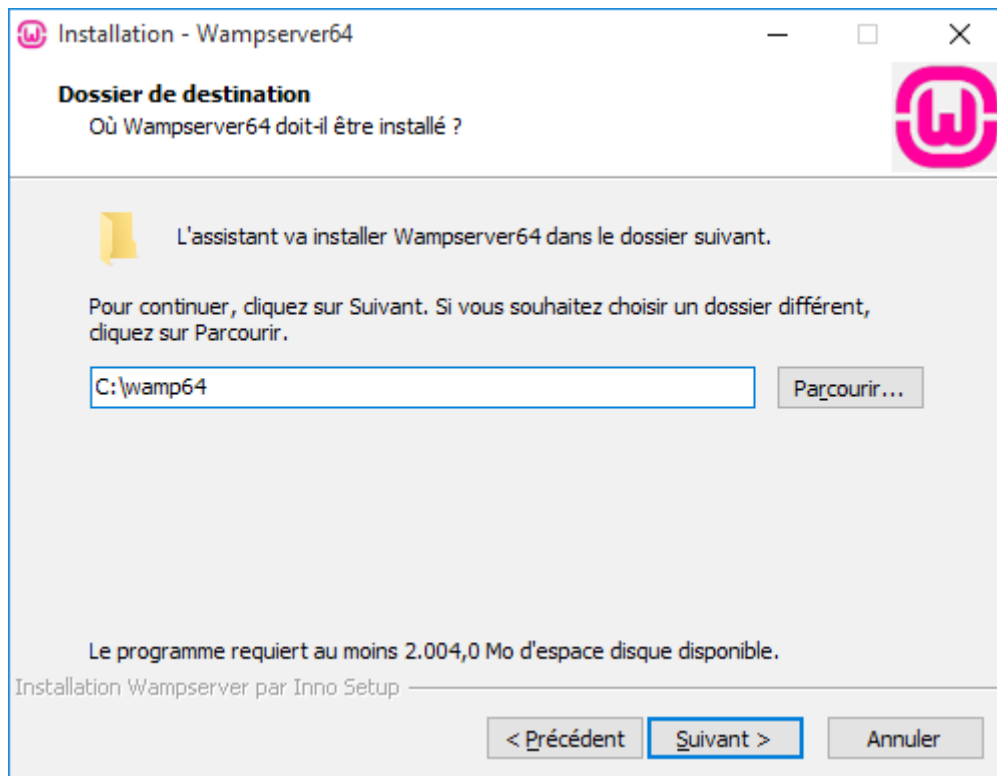 Installation - Wampserver64
Dossier de destination
Où Wampserver64 doit-il être installé ?
L'assistant va installer Wampserver64 dans le dossier suivant.
Pour continuer, cliquez sur Suivant. Si vous souhaitez choisir un dossier différent,
cliquez sur Parcourir.
C:\wamp64
Parcourir...
Le programme requiert au moins 2.004,0 Mo d'espace disque disponible.
Installation Wampserver par Inno Setup
< Précédent
Suivant >
Annuler